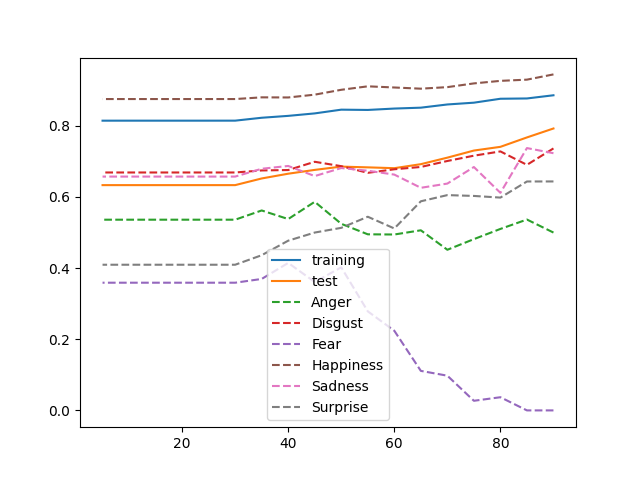 0.8
0.6
0.4
0.2
0.0
20 40 60 80
training
test
Anger
Disgust
Fear
Happiness
Sadness
Surprise